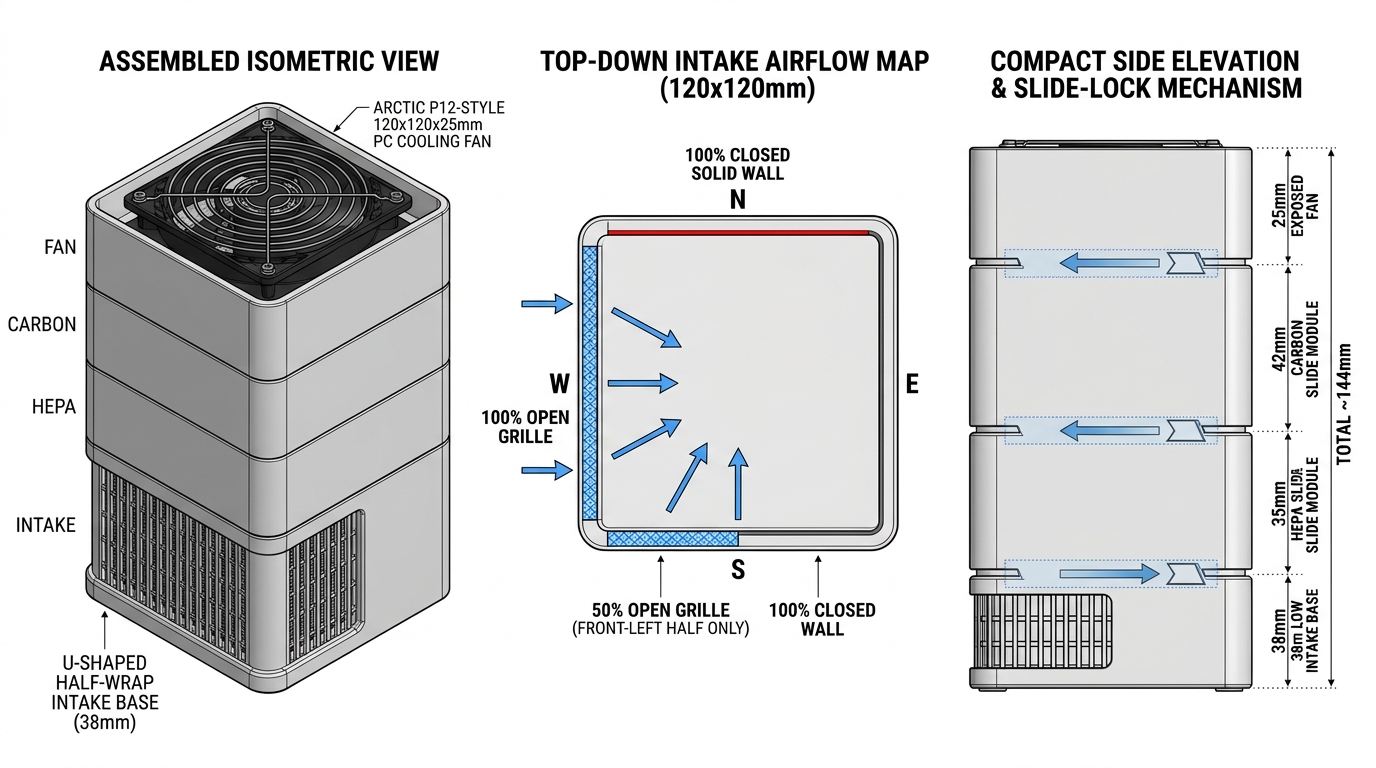 ASSEMBLED ISOMETRIC VIEW
ARCTIC P12-STYLE
120x120x25mm
PC COOLING FAN
FAN
CARBON
HEPA
INTAKE
U-SHAPED
HALF-WRAP
INTAKE BASE
(38mm)
TOP-DOWN INTAKE AIRFLOW MAP
(120x120mm)
100% CLOSED
SOLID WALL
N
W
E
100% OPEN
GRILLE
S
50% OPEN GRILLE
(FRONT-LEFT HALF ONLY)
100% CLOSED
WALL
COMPACT SIDE ELEVATION
& SLIDE-LOCK MECHANISM
25mm
EXPOSED
FAN
42mm
CARBON
SLIDE MODULE
35mm
HEPA SLIDA
SLIDE MODULE
38mm
38m LOW
INTAKE BASE
TOTAL ~144mm